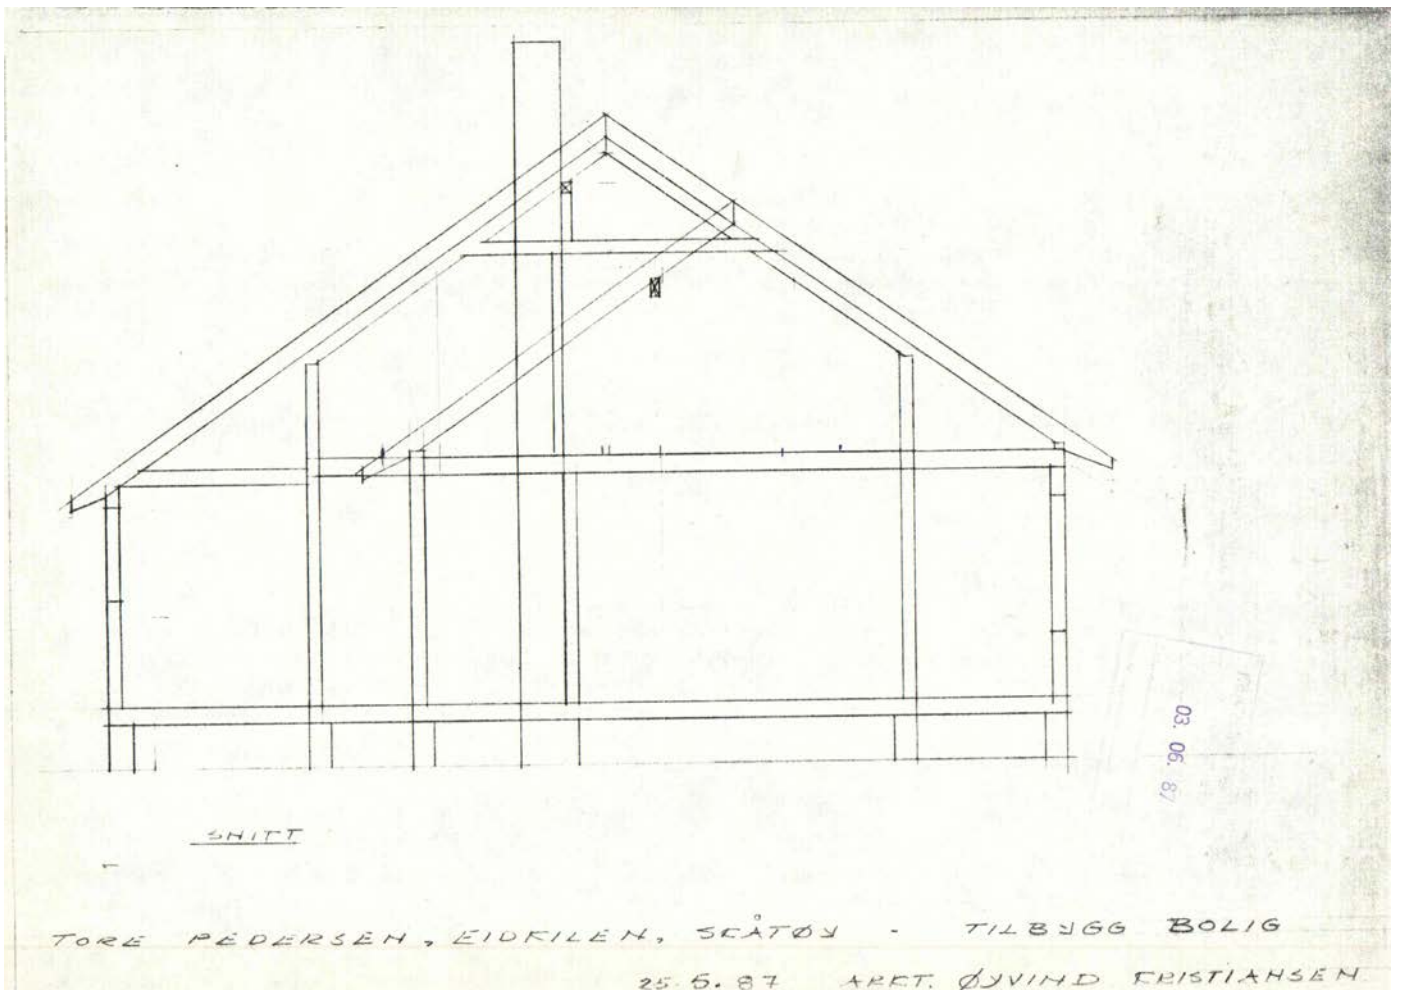 03. 06. 87
SNITT
TORE PEDERSEN, EIDKILEN, SKÅTØY - TILBYGG BOLIG
25.5.87 ARKT. ØYVIND KRISTIANSEN